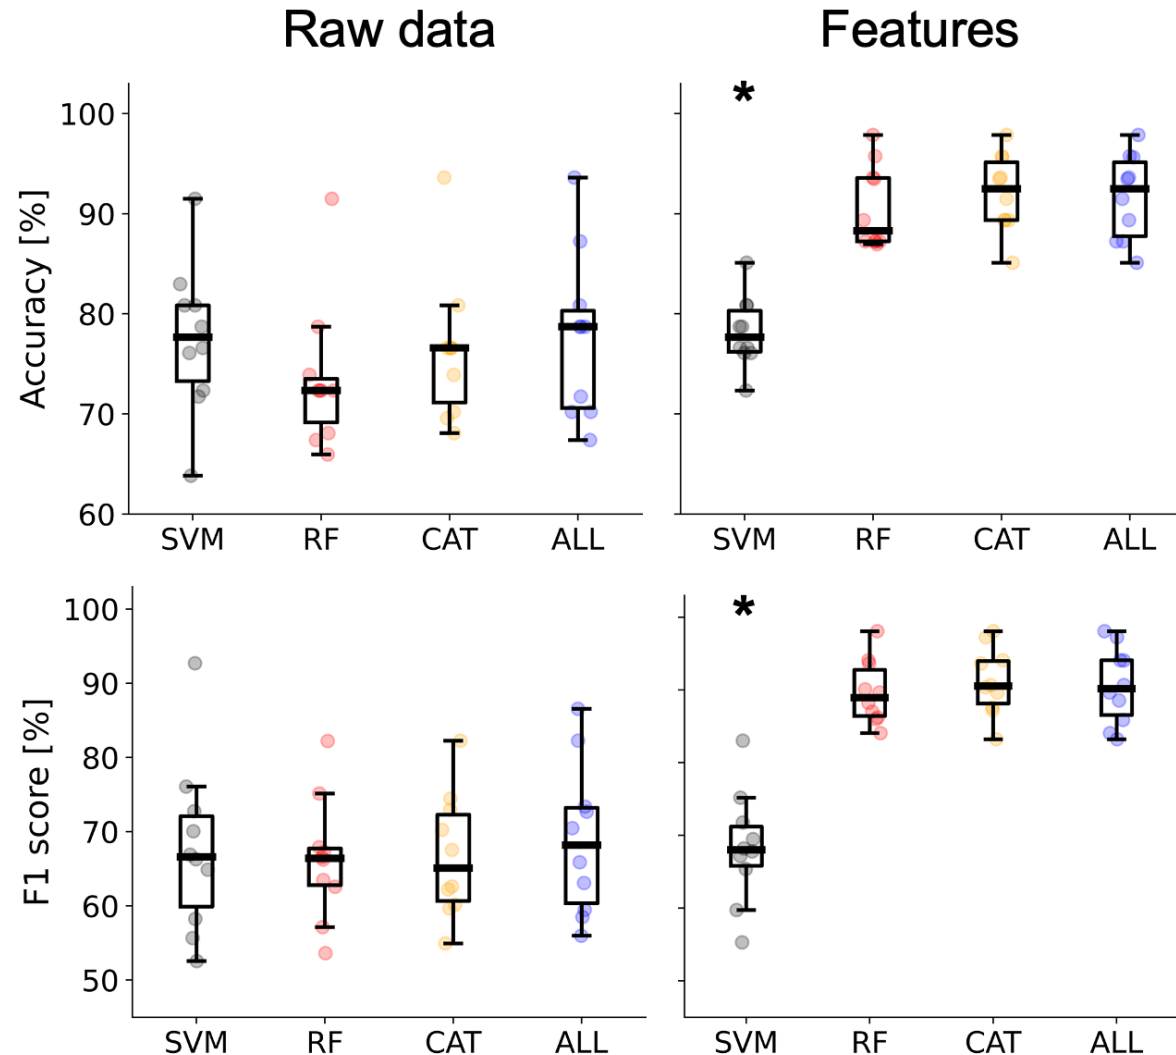 Raw data
Features
Accuracy [%]
100
90
80
70
60
SVM RF CAT ALL
*
SVM RF CAT ALL
F1 score [%]
100
90
80
70
60
50
SVM RF CAT ALL
*
SVM RF CAT ALL